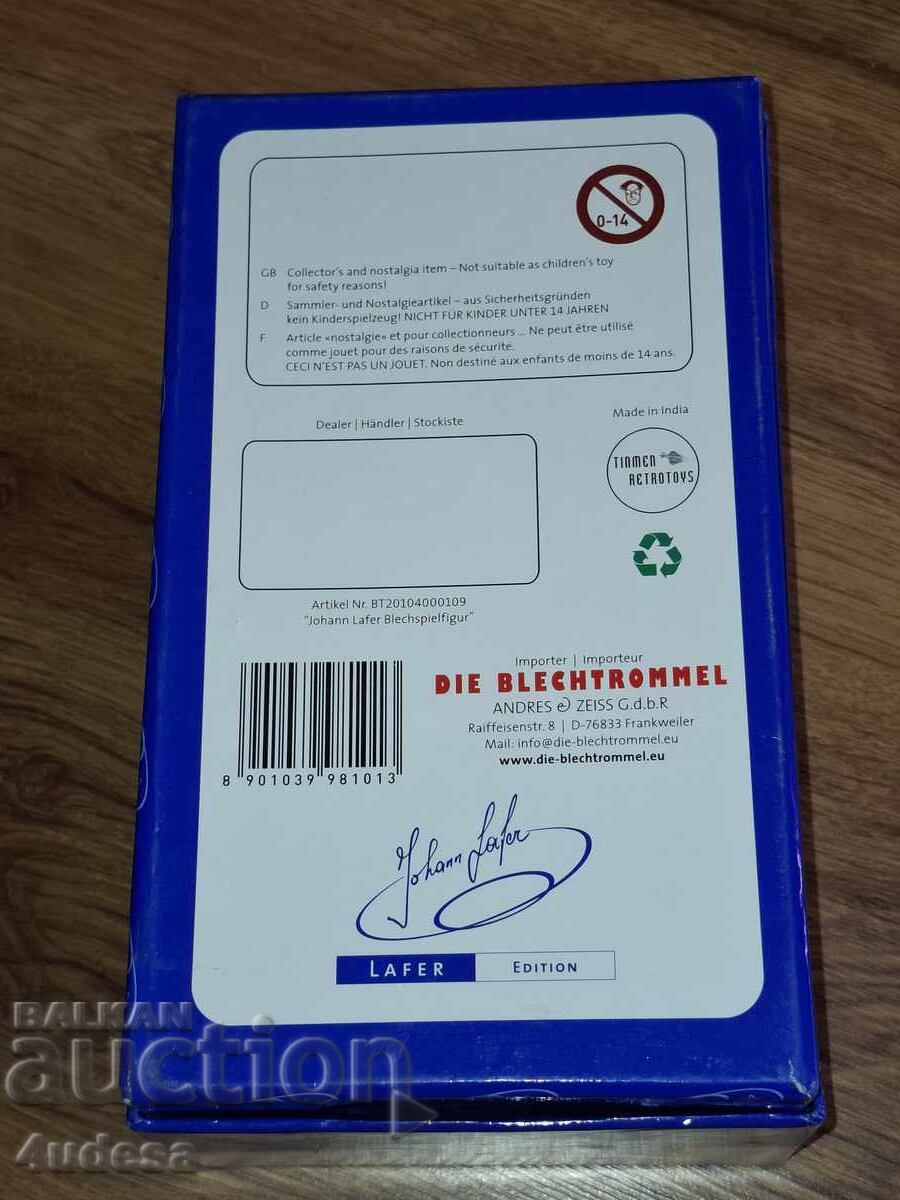 0-14
GB Collector's and nostalgia item – Not suitable as children's toy
for safety reasons!
D Sammler- und Nostalgieartikel – aus Sicherheitsgründen
kein Kinderspielzeug! NICHT FÜR KINDER UNTER 14 JAHREN
F Article «nostalgie» et pour collectionneurs ... Ne peut être utilisé
comme jouet pour des raisons de sécurité.
CECI N'EST PAS UN JOUET. Non destiné aux enfants de moins de 14 ans.
Dealer | Händler | Stockiste
Made in India
TINMEN
RETROTOYS
Artikel Nr. BT20104000109
"Johann Lafer Blechspielfigur"
Importer | Importeur
DIE BLECHTROMMEL
ANDRES & ZEISS G.d.b.R
Raiffeisenstr. 8 | D-76833 Frankweiler
Mail: info@die-blechtrommel.eu
www.die-blechtrommel.eu
8 901039 981013
Johann Lafer
LAFER EDITION
BALKAN
auction
4udesa